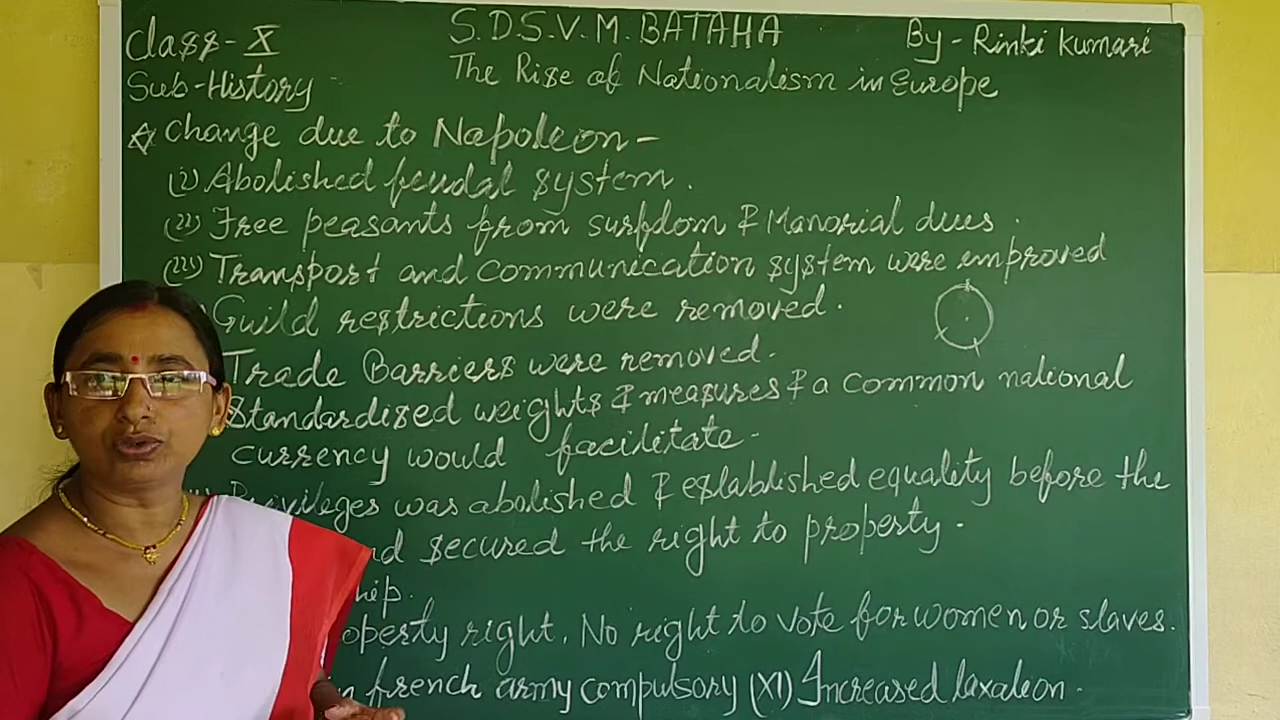 Class-X
S.D.S.V.M. BATAHA
By - Rinki Kumari
Sub-History
The Rise of Nationalism in Europe
☆ Change due to Napoleon -
(i) Abolished feudal system.
(ii) Free peasants from surfdom & Manorial dues.
(iii) Transport and communication system were improved
Guild restrictions were removed.
Trade Barriers were removed.
Standardised weights & measures & a common national
currency would facilitate -
Privileges was abolished & established equality before the
secured the right to property.
hip.
operty right. No right to vote for women or slaves.
french army compulsory (XI) Increased taxation.